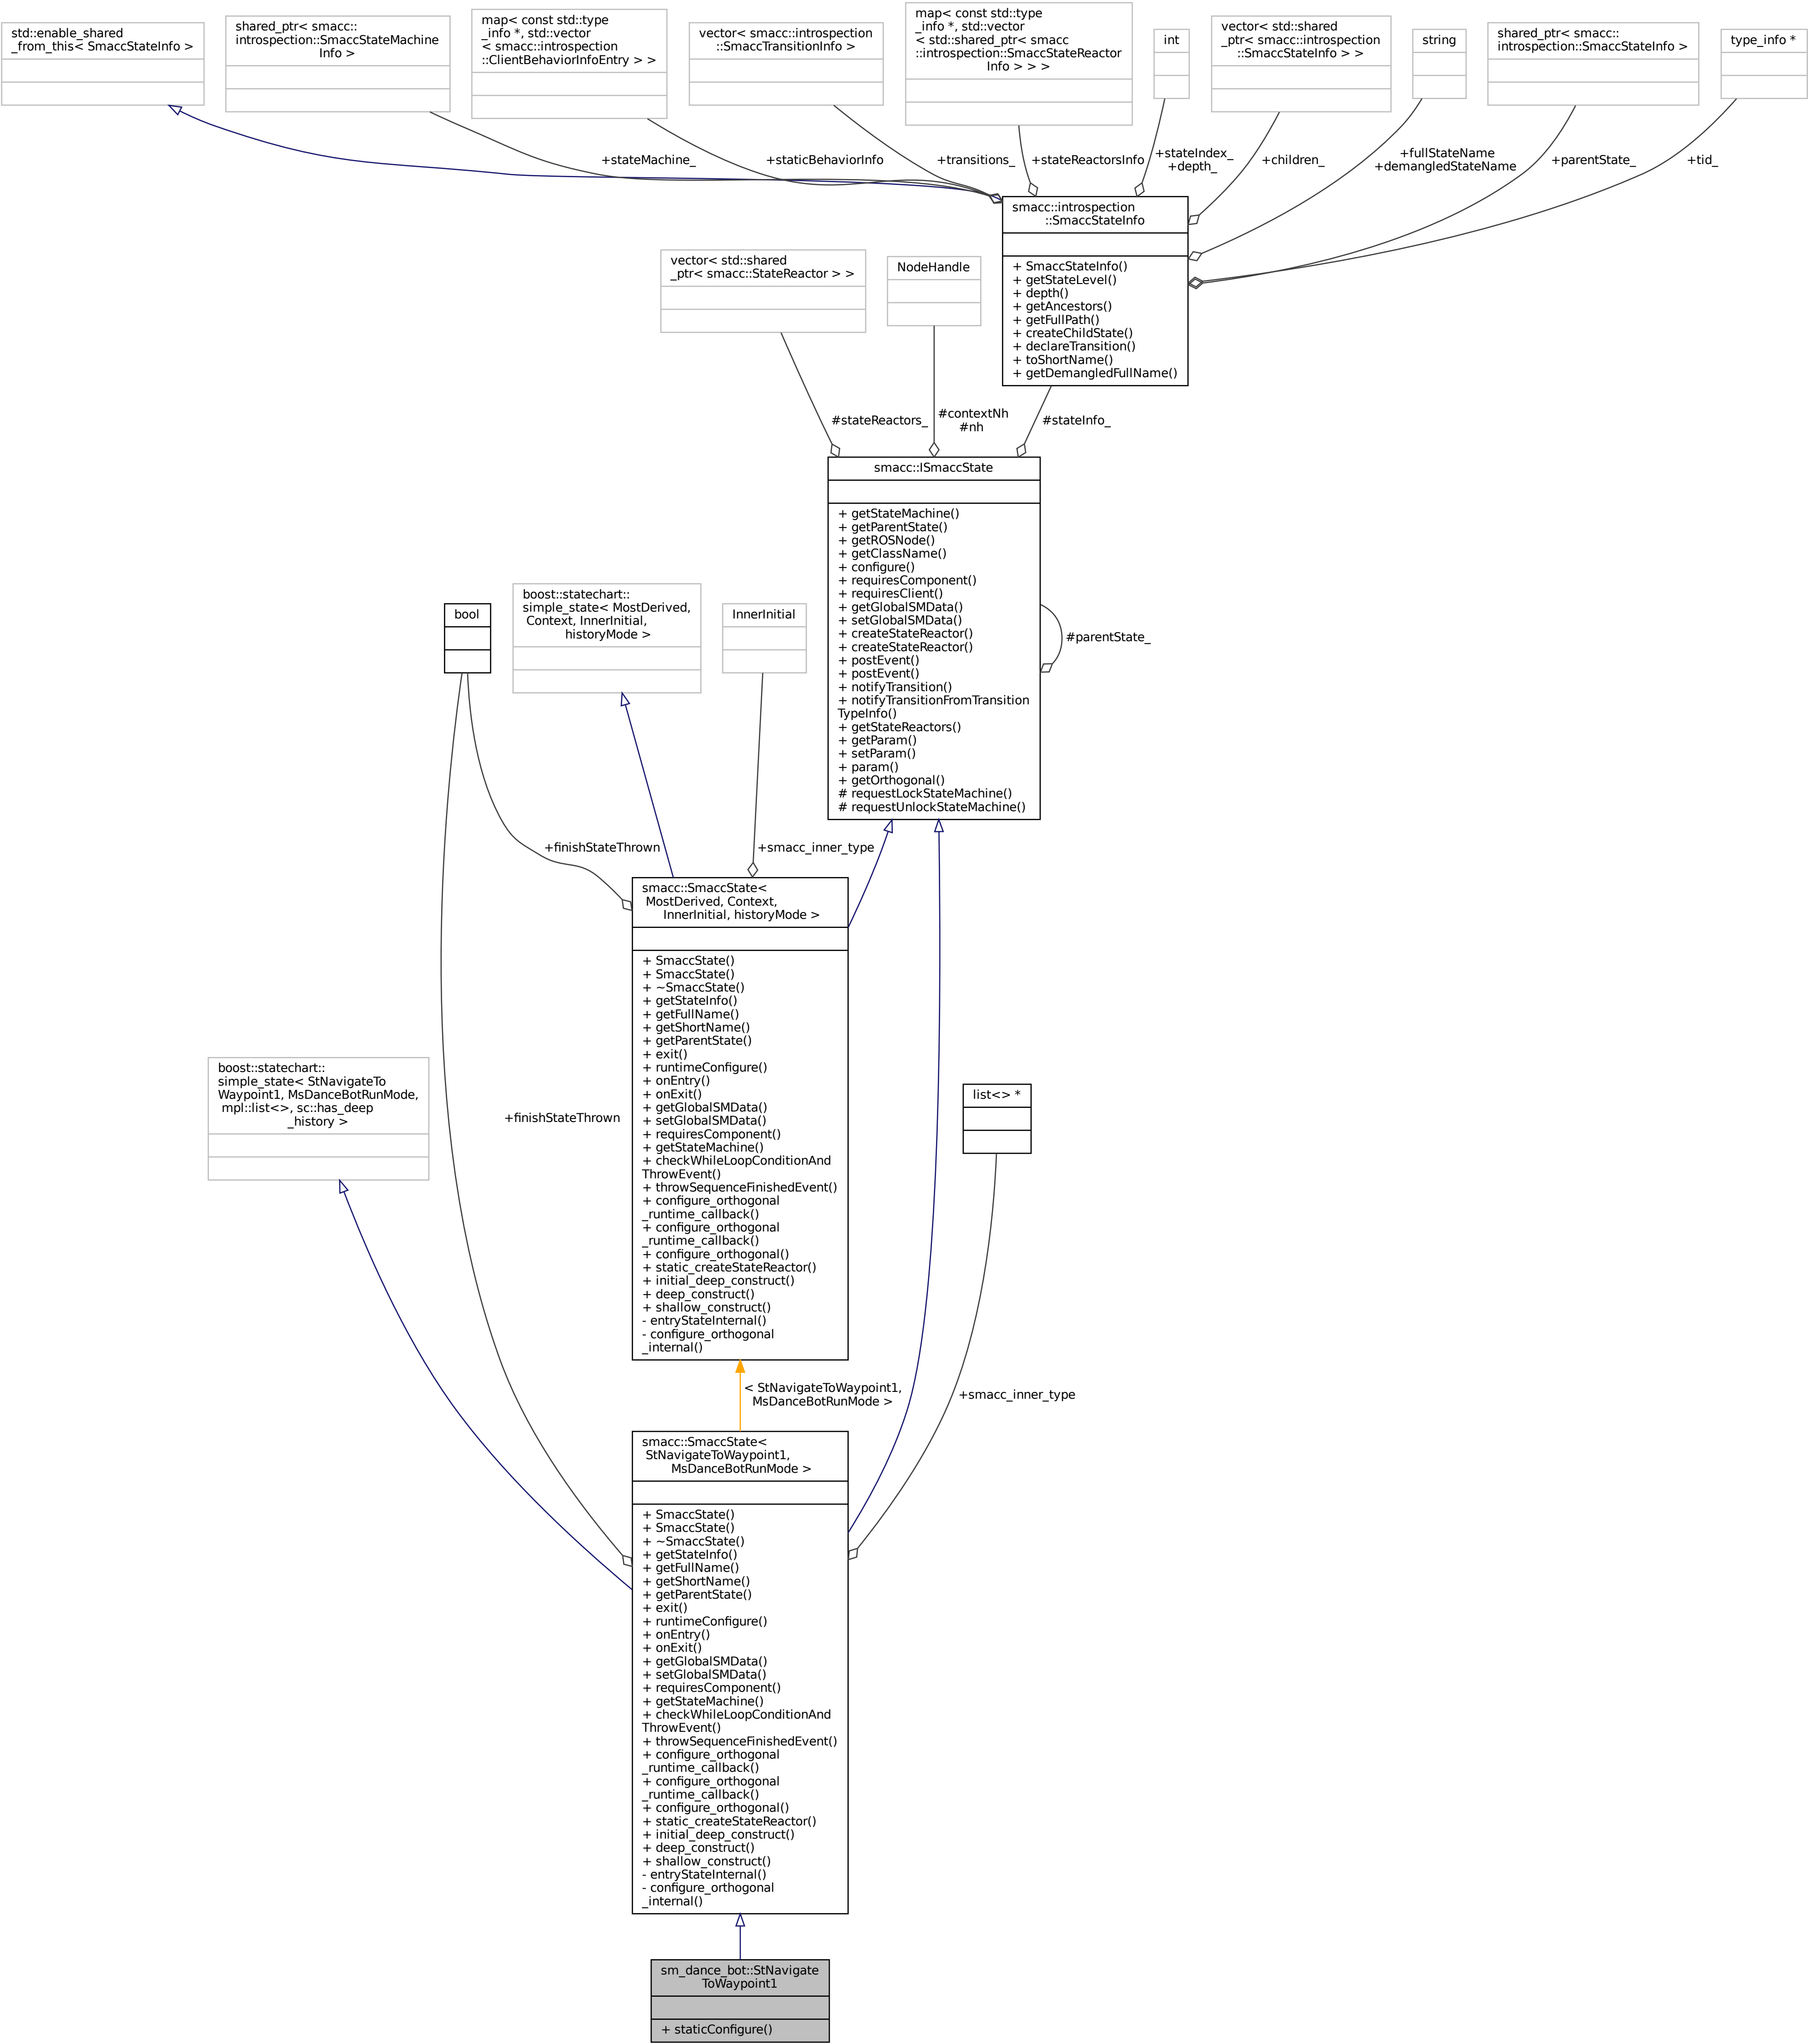 std::enable_shared
_from_this< SmaccStateInfo >
shared_ptr< smacc::
introspection::SmaccStateMachine
Info >
map< const std::type
_info *, std::vector
< smacc::introspection
::ClientBehaviorInfoEntry > >
vector< smacc::introspection
::SmaccTransitionInfo >
map< const std::type
_info *, std::vector
< std::shared_ptr< smacc
::introspection::SmaccStateReactor
Info > > >
int
vector< std::shared
_ptr< smacc::introspection
::SmaccStateInfo > >
string
shared_ptr< smacc::
introspection::SmaccStateInfo >
type_info *
+stateMachine_
+staticBehaviorInfo
+transitions_
+stateReactorsInfo
+stateIndex_
+depth_
+children_
+fullStateName
+demangledStateName
+parentState_
+tid_
smacc::introspection
::SmaccStateInfo
+ SmaccStateInfo()
+ getStateLevel()
+ depth()
+ getAncestors()
+ getFullPath()
+ createChildState()
+ declareTransition()
+ toShortName()
+ getDemangledFullName()
vector< std::shared
_ptr< smacc::StateReactor > >
NodeHandle
#stateReactors_
#contextNh
#nh
#stateInfo_
smacc::ISmaccState
+ getStateMachine()
+ getParentState()
+ getROSNode()
+ getClassName()
+ configure()
+ requiresComponent()
+ requiresClient()
+ getGlobalSMData()
+ setGlobalSMData()
+ createStateReactor()
+ createStateReactor()
+ postEvent()
+ postEvent()
+ notifyTransition()
+ notifyTransitionFromTransition
TypeInfo()
+ getStateReactors()
+ getParam()
+ setParam()
+ param()
+ getOrthogonal()
# requestLockStateMachine()
# requestUnlockStateMachine()
#parentState_
bool
boost::statechart::
simple_state< MostDerived,
Context, InnerInitial,
historyMode >
InnerInitial
+finishStateThrown
+smacc_inner_type
smacc::SmaccState<
MostDerived, Context,
InnerInitial, historyMode >
+ SmaccState()
+ SmaccState()
+ ~SmaccState()
+ getStateInfo()
+ getFullName()
+ getShortName()
+ getParentState()
+ exit()
+ runtimeConfigure()
+ onEntry()
+ onExit()
+ getGlobalSMData()
+ setGlobalSMData()
+ requiresComponent()
+ getStateMachine()
+ checkWhileLoopConditionAnd
ThrowEvent()
+ throwSequenceFinishedEvent()
+ configure_orthogonal
_runtime_callback()
+ configure_orthogonal
_runtime_callback()
+ configure_orthogonal()
+ static_createStateReactor()
+ initial_deep_construct()
+ deep_construct()
+ shallow_construct()
- entryStateInternal()
- configure_orthogonal
_internal()
boost::statechart::
simple_state< StNavigateTo
Waypoint1, MsDanceBotRunMode,
mpl::list<>, sc::has_deep
_history >
+finishStateThrown
list<> *
< StNavigateToWaypoint1,
MsDanceBotRunMode >
+smacc_inner_type
smacc::SmaccState<
StNavigateToWaypoint1,
MsDanceBotRunMode >
+ SmaccState()
+ SmaccState()
+ ~SmaccState()
+ getStateInfo()
+ getFullName()
+ getShortName()
+ getParentState()
+ exit()
+ runtimeConfigure()
+ onEntry()
+ onExit()
+ getGlobalSMData()
+ setGlobalSMData()
+ requiresComponent()
+ getStateMachine()
+ checkWhileLoopConditionAnd
ThrowEvent()
+ throwSequenceFinishedEvent()
+ configure_orthogonal
_runtime_callback()
+ configure_orthogonal
_runtime_callback()
+ configure_orthogonal()
+ static_createStateReactor()
+ initial_deep_construct()
+ deep_construct()
+ shallow_construct()
- entryStateInternal()
- configure_orthogonal
_internal()
sm_dance_bot::StNavigate
ToWaypoint1
+ staticConfigure()